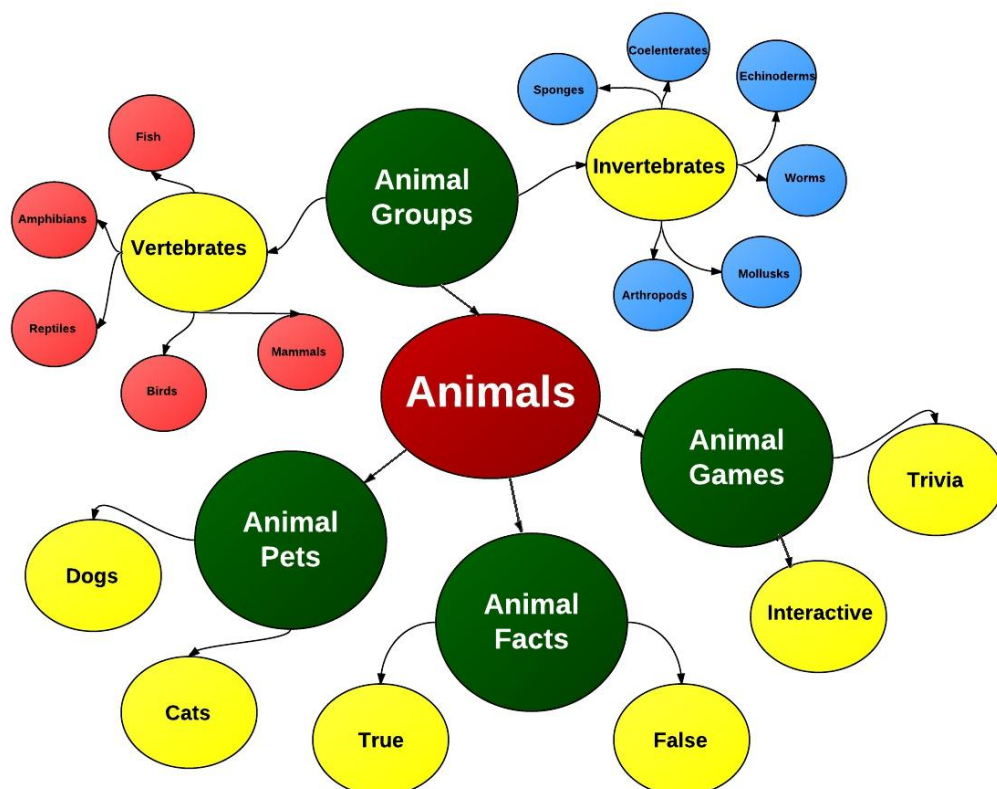 Coelenterates
Echinoderms
Sponges
Fish
Animal
Groups
Invertebrates
Worms
Amphibians
Vertebrates
Mollusks
Arthropods
Reptiles
Mammals
Birds
Animals
Animal
Games
Trivia
Animal
Pets
Dogs
Animal
Facts
Interactive
Cats
True
False